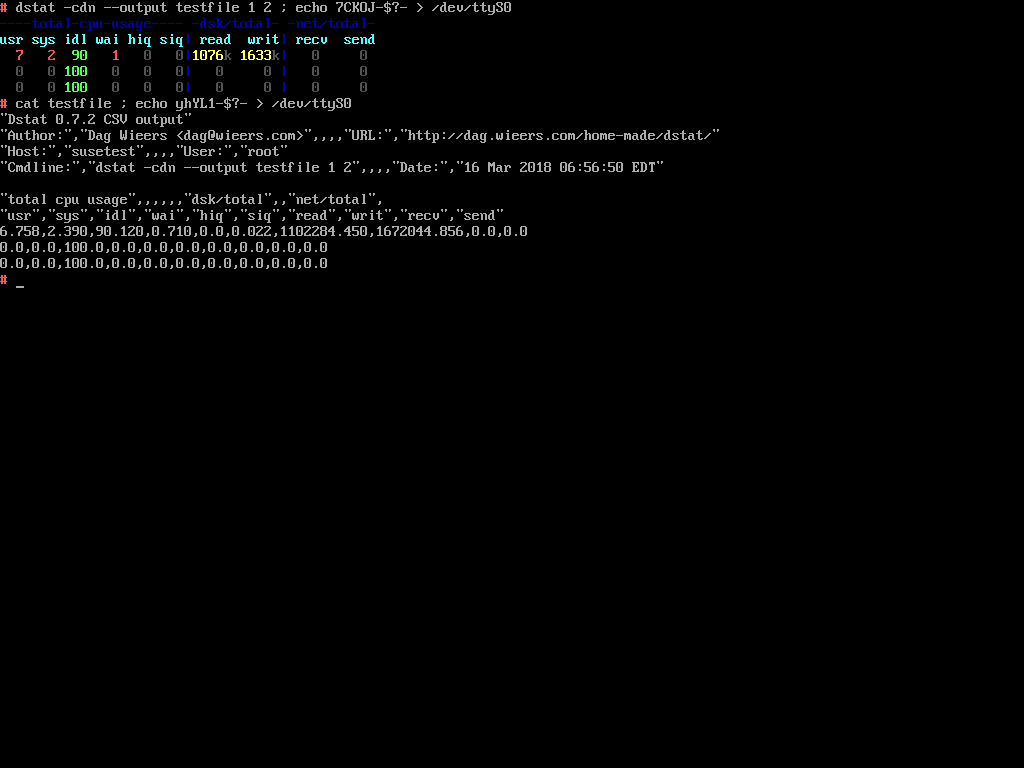 # dstat -cdn --output testfile 1 2 ; echo 7CKOJ-$?- > /dev/ttyS0
----total-cpu-usage---- -dsk/total- -net/total-
usr sys idl wai hiq siq| read  writ| recv  send
  7   2  90   1   0   0|1076k 1633k|   0     0
  0   0 100   0   0   0|   0     0 |   0     0
  0   0 100   0   0   0|   0     0 |   0     0
# cat testfile ; echo yhYL1-$?- > /dev/ttyS0
"Dstat 0.7.2 CSV output"
"Author:","Dag Wieers <dag@wieers.com>",,,,"URL:","http://dag.wieers.com/home-made/dstat/"
"Host:","susetest",,,,"User:","root"
"Cmdline:","dstat -cdn --output testfile 1 2",,,,"Date:","16 Mar 2018 06:56:50 EDT"
"total cpu usage",,,,,,"dsk/total",,"net/total",
"usr","sys","idl","wai","hiq","siq","read","writ","recv","send"
6.758,2.390,90.120,0.710,0.0,0.022,1102284.450,1672044.856,0.0,0.0
0.0,0.0,100.0,0.0,0.0,0.0,0.0,0.0,0.0,0.0
0.0,0.0,100.0,0.0,0.0,0.0,0.0,0.0,0.0,0.0
# _